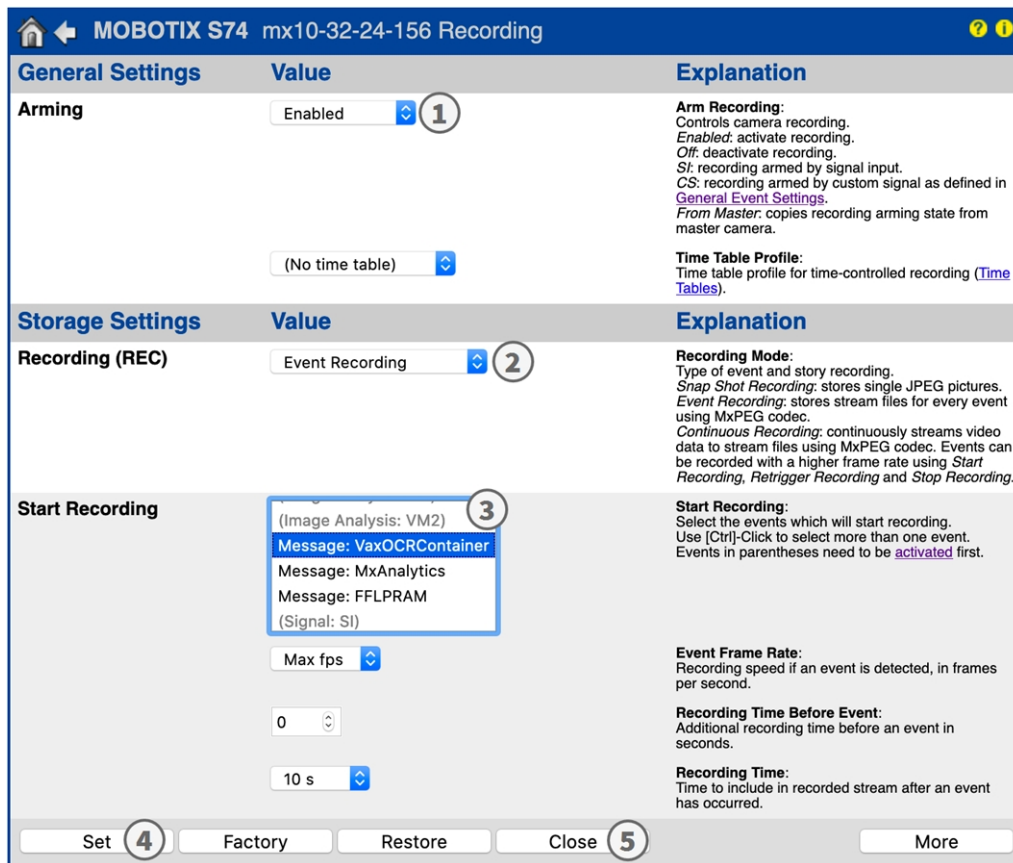 MOBOTIX S74 mx10-32-24-156 Recording ? i
General Settings Value Explanation
Arming
Enabled
1
Arm Recording:
Controls camera recording.
Enabled: activate recording.
Off: deactivate recording.
SI: recording armed by signal input.
CS: recording armed by custom signal as defined in
General Event Settings.
From Master: copies recording arming state from
master camera.
(No time table)
Time Table Profile:
Time table profile for time-controlled recording (Time
Tables).
Storage Settings Value Explanation
Recording (REC)
Event Recording
2
Recording Mode:
Type of event and story recording.
Snap Shot Recording: stores single JPEG pictures.
Event Recording: stores stream files for every event
using MxPEG codec.
Continuous Recording: continuously streams video
data to stream files using MxPEG codec. Events can
be recorded with a higher frame rate using Start
Recording, Retrigger Recording and Stop Recording.
Start Recording
3
(Image Analysis: VM2)
Message: VaxOCRContainer
Message: MxAnalytics
Message: FFLPRAM
(Signal: SI)
Start Recording:
Select the events which will start recording.
Use [Ctrl]-Click to select more than one event.
Events in parentheses need to be activated first.
Max fps
Event Frame Rate:
Recording speed if an event is detected, in frames
per second.
0
Recording Time Before Event:
Additional recording time before an event in
seconds.
10 s
Recording Time:
Time to include in recorded stream after an event
has occurred.
Set 4 Factory Restore Close 5 More